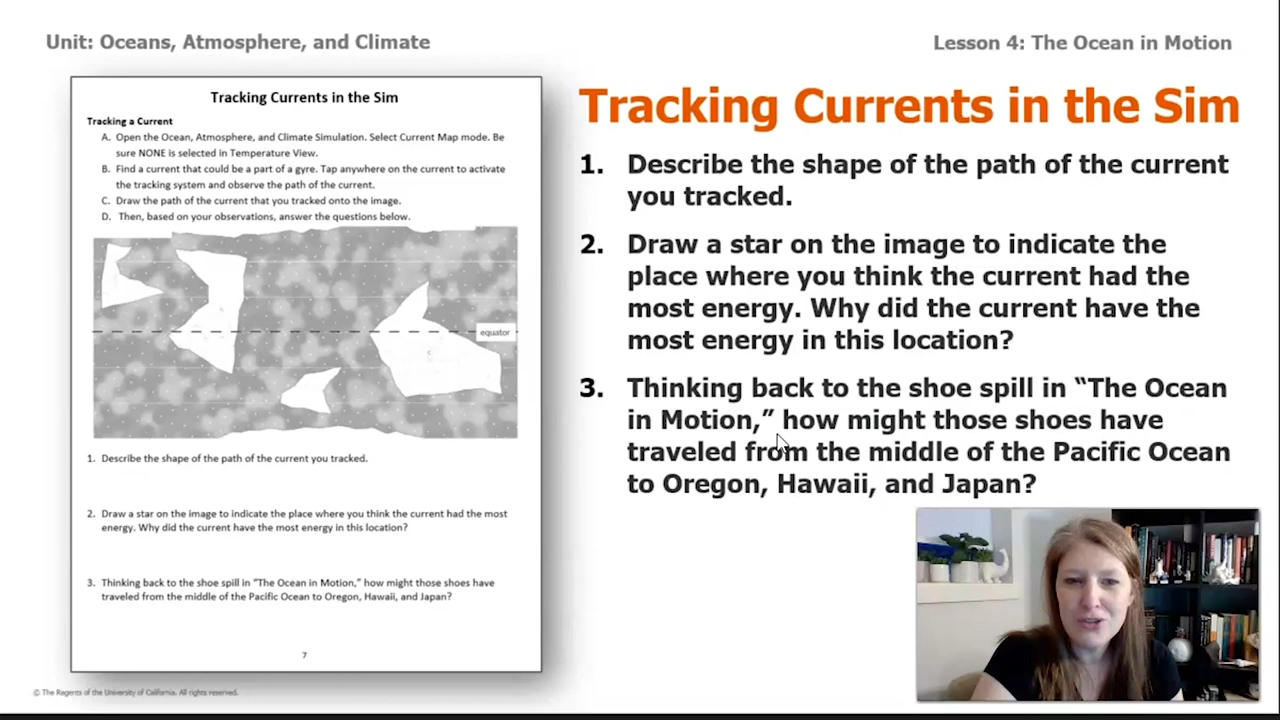 Unit: Oceans, Atmosphere, and Climate
Lesson 4: The Ocean in Motion
Tracking Currents in the Sim
Tracking a Current
A. Open the Ocean, Atmosphere, and Climate Simulation. Select Current Map mode. Be
sure NONE is selected in Temperature View.
B. Find a current that could be a part of a gyre. Tap anywhere on the current to activate
the tracking system and observe the path of the current.
C. Draw the path of the current that you tracked onto the image.
D. Then, based on your observations, answer the questions below.
equator
1. Describe the shape of the path of the current you tracked.
2. Draw a star on the image to indicate the place where you think the current had the most
energy. Why did the current have the most energy in this location?
3. Thinking back to the shoe spill in “The Ocean in Motion,” how might those shoes have
traveled from the middle of the Pacific Ocean to Oregon, Hawaii, and Japan?
7
Tracking Currents in the Sim
1. Describe the shape of the path of the current
you tracked.
2. Draw a star on the image to indicate the
place where you think the current had the
most energy. Why did the current have the
most energy in this location?
3. Thinking back to the shoe spill in “The Ocean
in Motion,” how might those shoes have
traveled from the middle of the Pacific Ocean
to Oregon, Hawaii, and Japan?
© The Regents of the University of California. All rights reserved.